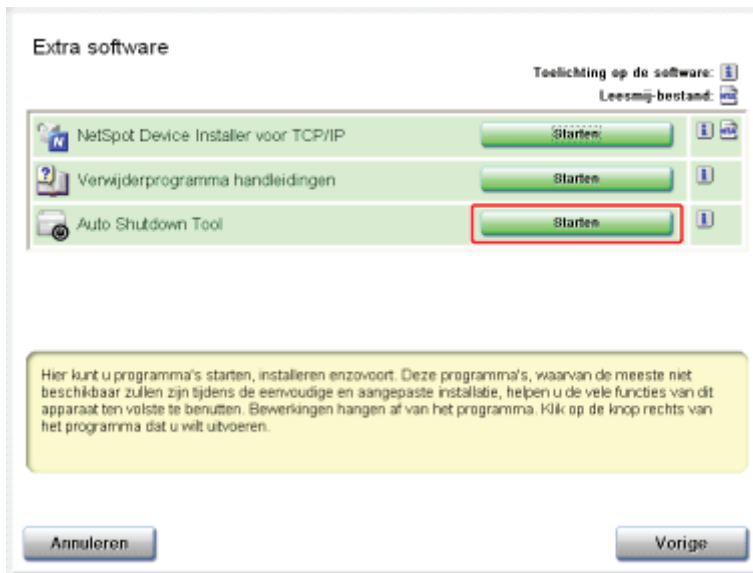 Extra software
Toelichting op de software:
Leesmij-bestand:
NetSpot Device Installer voor TCP/IP
Starten
Verwijderprogramma handleidingen
Starten
Auto Shutdown Tool
Starten
Hier kunt u programma's starten, installeren enzovoort. Deze programma's, waarvan de meeste niet
beschikbaar zullen zijn tijdens de eenvoudige en aangepaste installatie, helpen u de vele functies van dit
apparaat ten volste te benutten. Bewerkingen hangen af van het programma. Klik op de knop rechts van
het programma dat u wilt uitvoeren.
Annuleren
Vorige